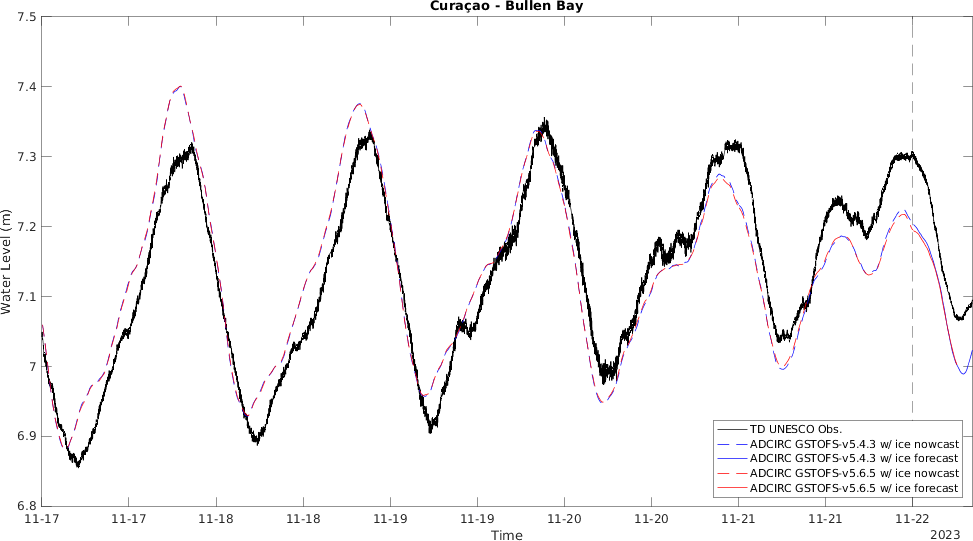 Curaçao - Bullen Bay
7.5
7.4
7.3
7.2
7.1
7
6.9
6.8
Water Level (m)
TD UNESCO Obs.
ADCIRC GSTOFS-v5.4.3 w/ ice nowcast
ADCIRC GSTOFS-v5.4.3 w/ ice forecast
ADCIRC GSTOFS-v5.6.5 w/ ice nowcast
ADCIRC GSTOFS-v5.6.5 w/ ice forecast
11-17 11-17 11-18 11-18 11-19 11-19 11-20 11-20 11-21 11-21 11-22
Time
2023